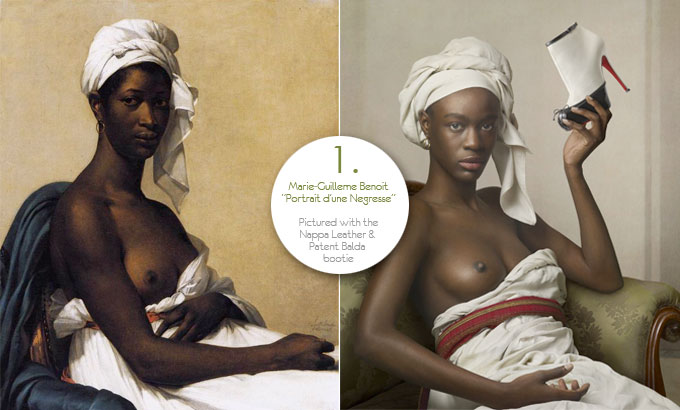 1.
Marie-Guilleme Benoit
"Portrait d'une Negresse"
Pictured with the
Nappa Leather &
Patent Balda
bootie